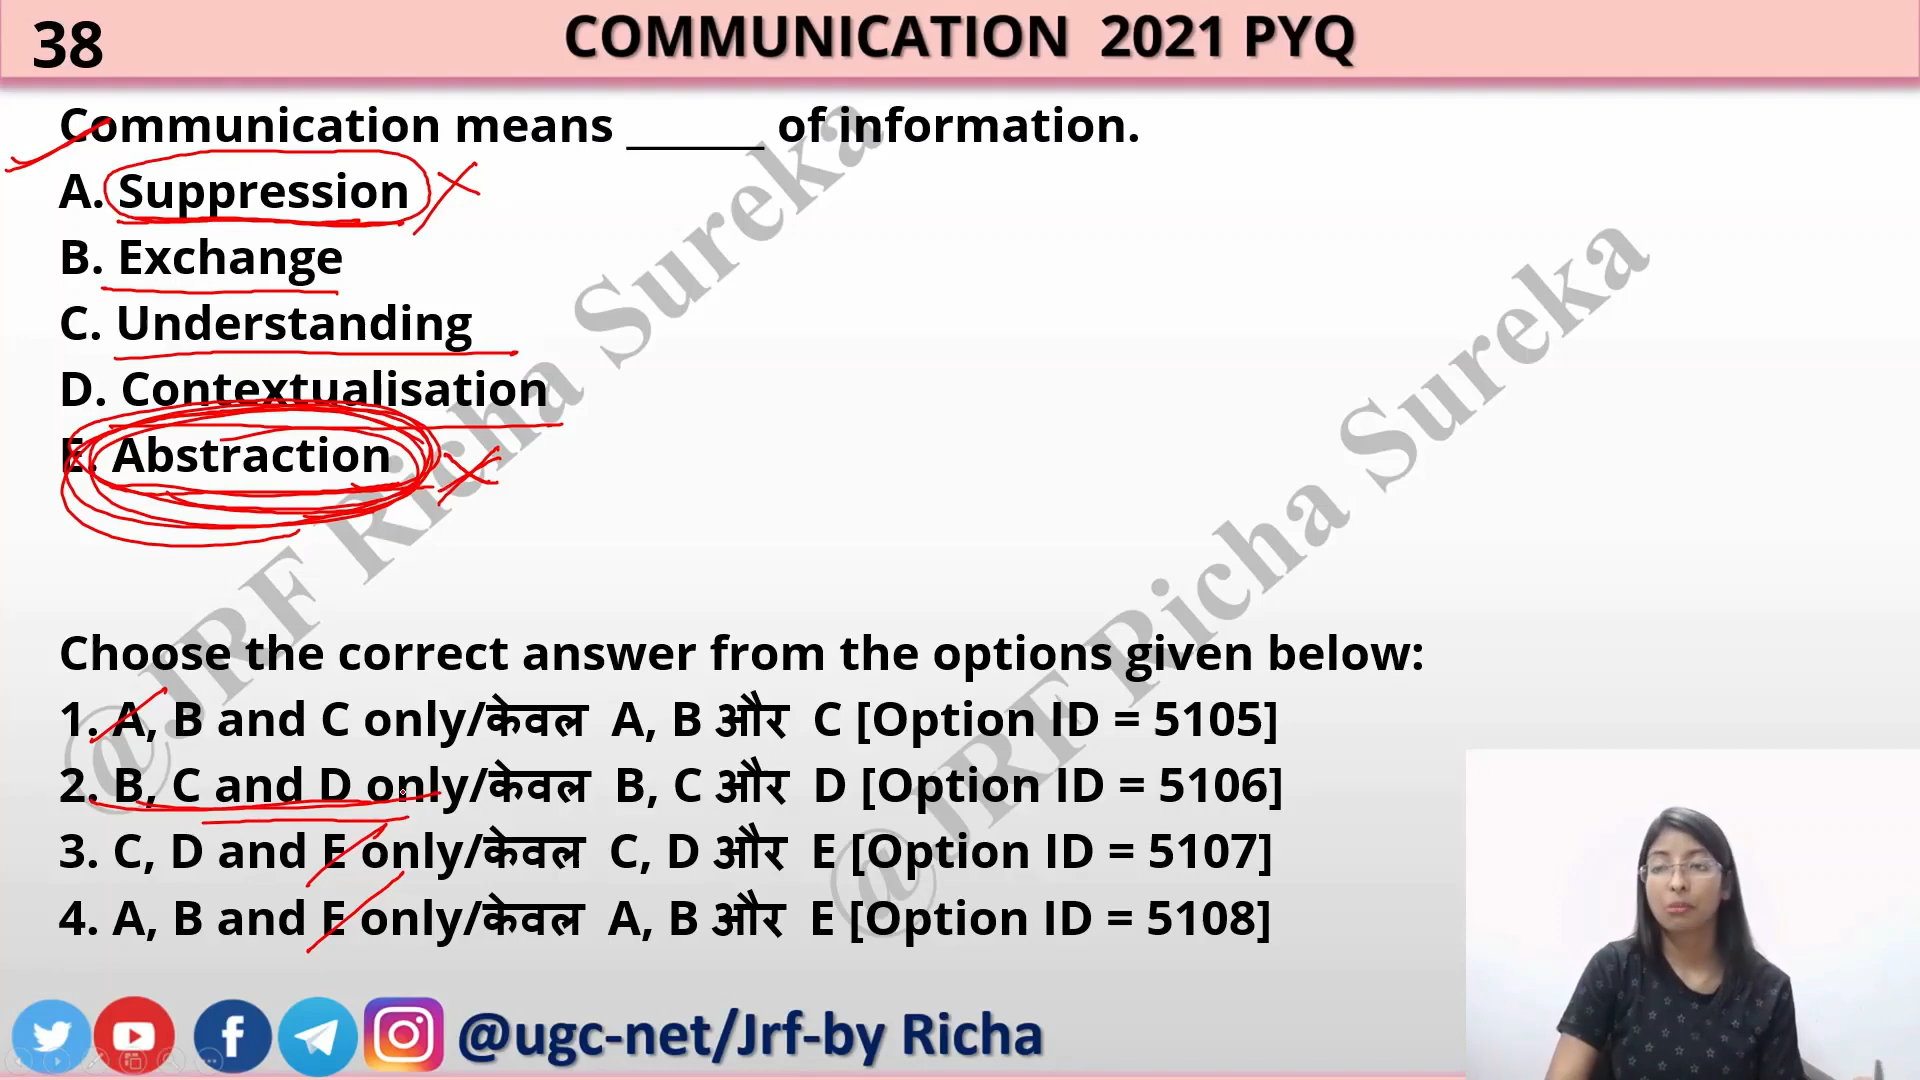 38
COMMUNICATION 2021 PYQ
Communication means ______ of information.
A. Suppression
B. Exchange
C. Understanding
D. Contextualisation
E. Abstraction
Choose the correct answer from the options given below:
1. A, B and C only/केवल A, B और C [Option ID = 5105]
2. B, C and D only/केवल B, C और D [Option ID = 5106]
3. C, D and E only/केवल C, D और E [Option ID = 5107]
4. A, B and E only/केवल A, B और E [Option ID = 5108]
@JRF Richa Sureka
@JRF Richa Sureka
@ugc-net/Jrf-by Richa